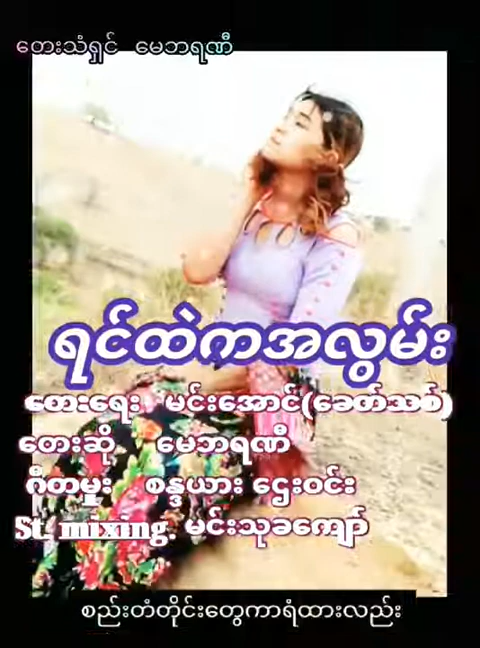 တေးသံရှင် မေဘရဏီ
ရင်ထဲကအလွမ်း
တေးရေး မင်းအောင်(ခေတ်သစ်)
တေးဆို မေဘရဏီ
ဂီတမှူး စန္ဒယား ဌေးဝင်း
St, mixing. မင်းသုခကျော်
စည်းတံတိုင်းတွေကာရံထားလည်း